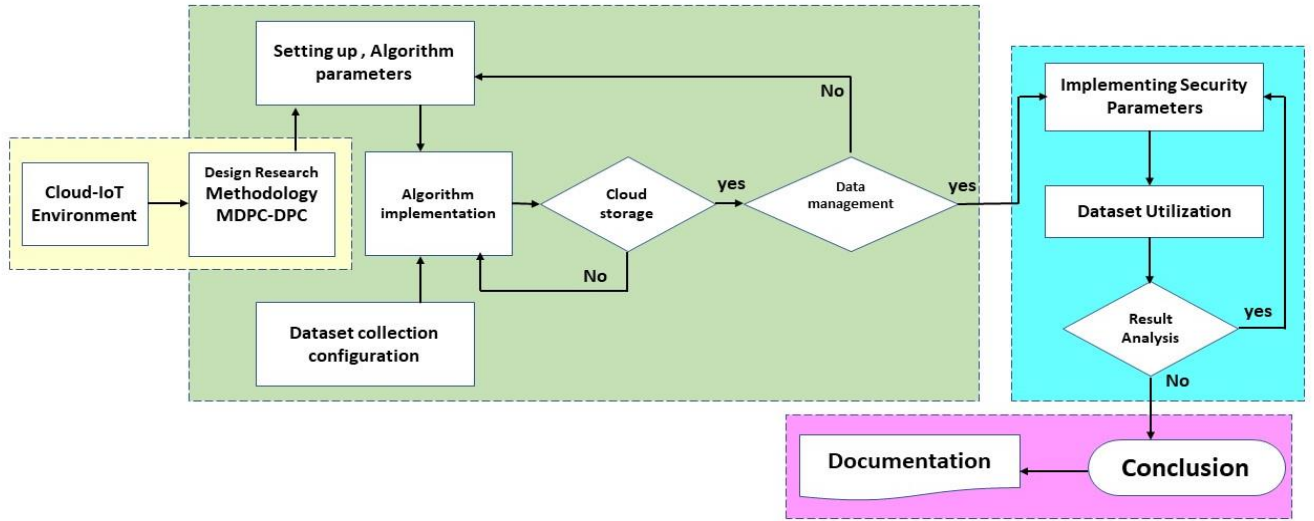 Setting up , Algorithm
parameters
No
Implementing Security
Parameters
Cloud-IoT
Environment
Design Research
Methodology
MDPC-DPC
Algorithm
implementation
Cloud
storage
yes
Data
management
yes
Dataset Utilization
No
Dataset collection
configuration
Result
Analysis
yes
No
Documentation
Conclusion